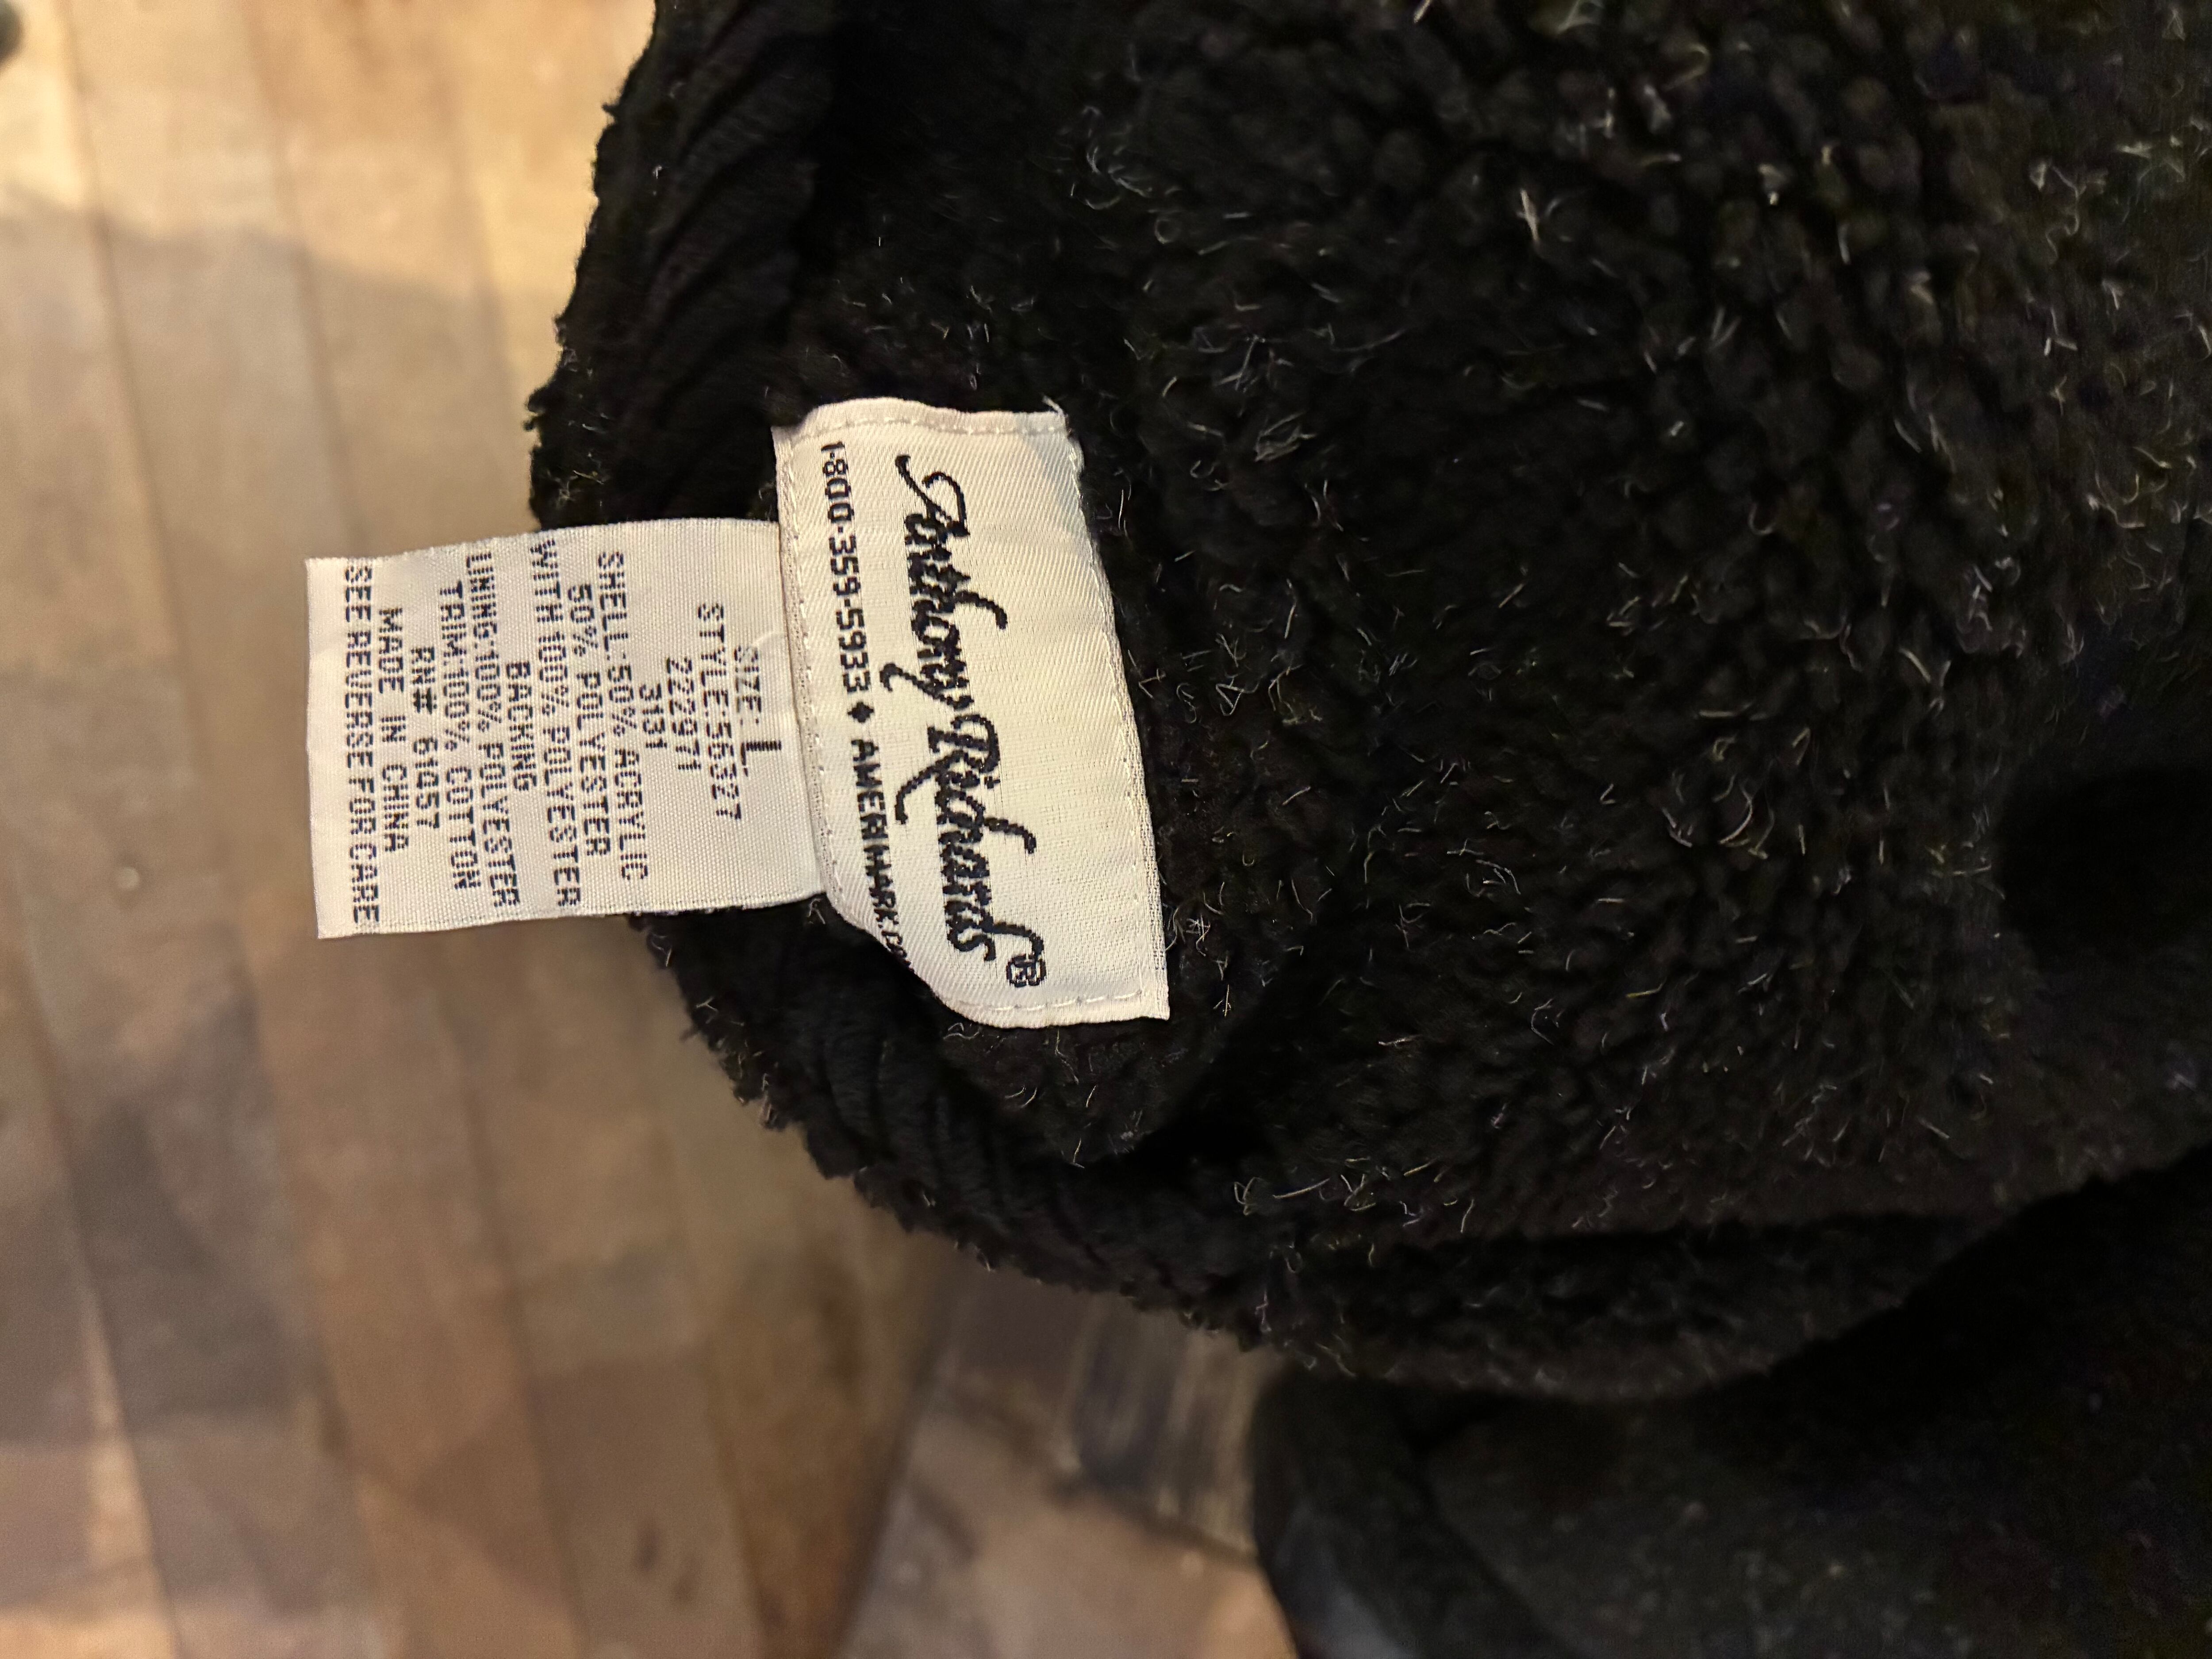 Anthony Richards®
1-800-359-5933 ◆ AMERIMARK.COM
SIZE: L
STYLE:56327
222971
3131
SHELL:50% ACRYLIC
50% POLYESTER
WITH 100% POLYESTER
BACKING
LINING:100% POLYESTER
TRIM:100% COTTON
RN# 61457
MADE IN CHINA
SEE REVERSE FOR CARE